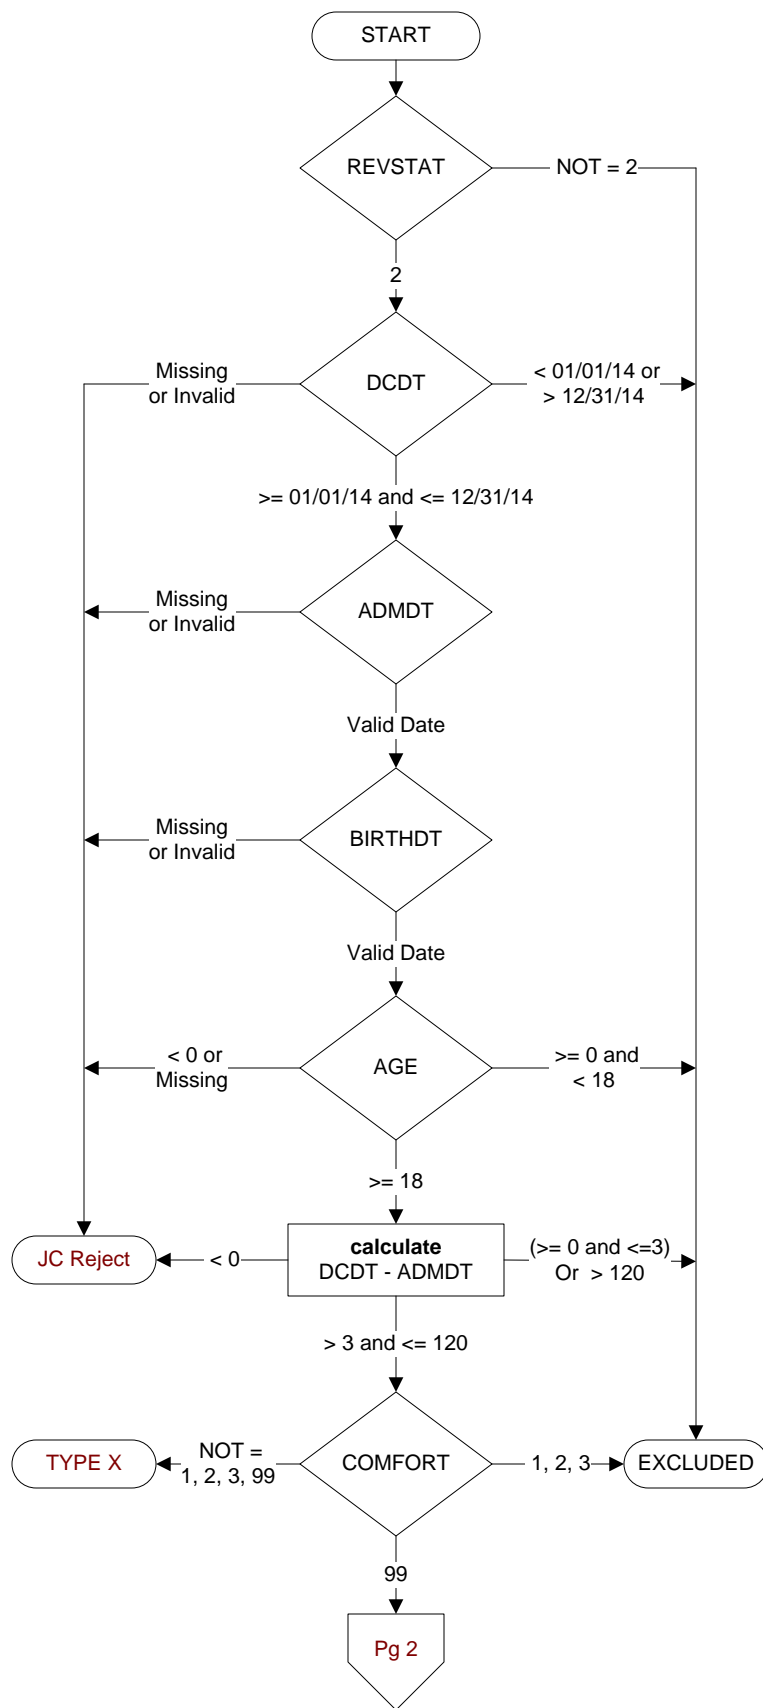 START
REVSTAT
NOT = 2
2
Missing
or Invalid
DCDT
< 01/01/14 or
> 12/31/14
>= 01/01/14 and <= 12/31/14
Missing
or Invalid
ADMDT
Valid Date
Missing
or Invalid
BIRTHDT
Valid Date
< 0 or
Missing
AGE
>= 0 and
< 18
>= 18
JC Reject
< 0
calculate
DCDT - ADMDT
(>= 0 and <=3)
Or > 120
> 3 and <= 120
TYPE X
NOT =
1, 2, 3, 99
COMFORT
1, 2, 3
EXCLUDED
99
Pg 2